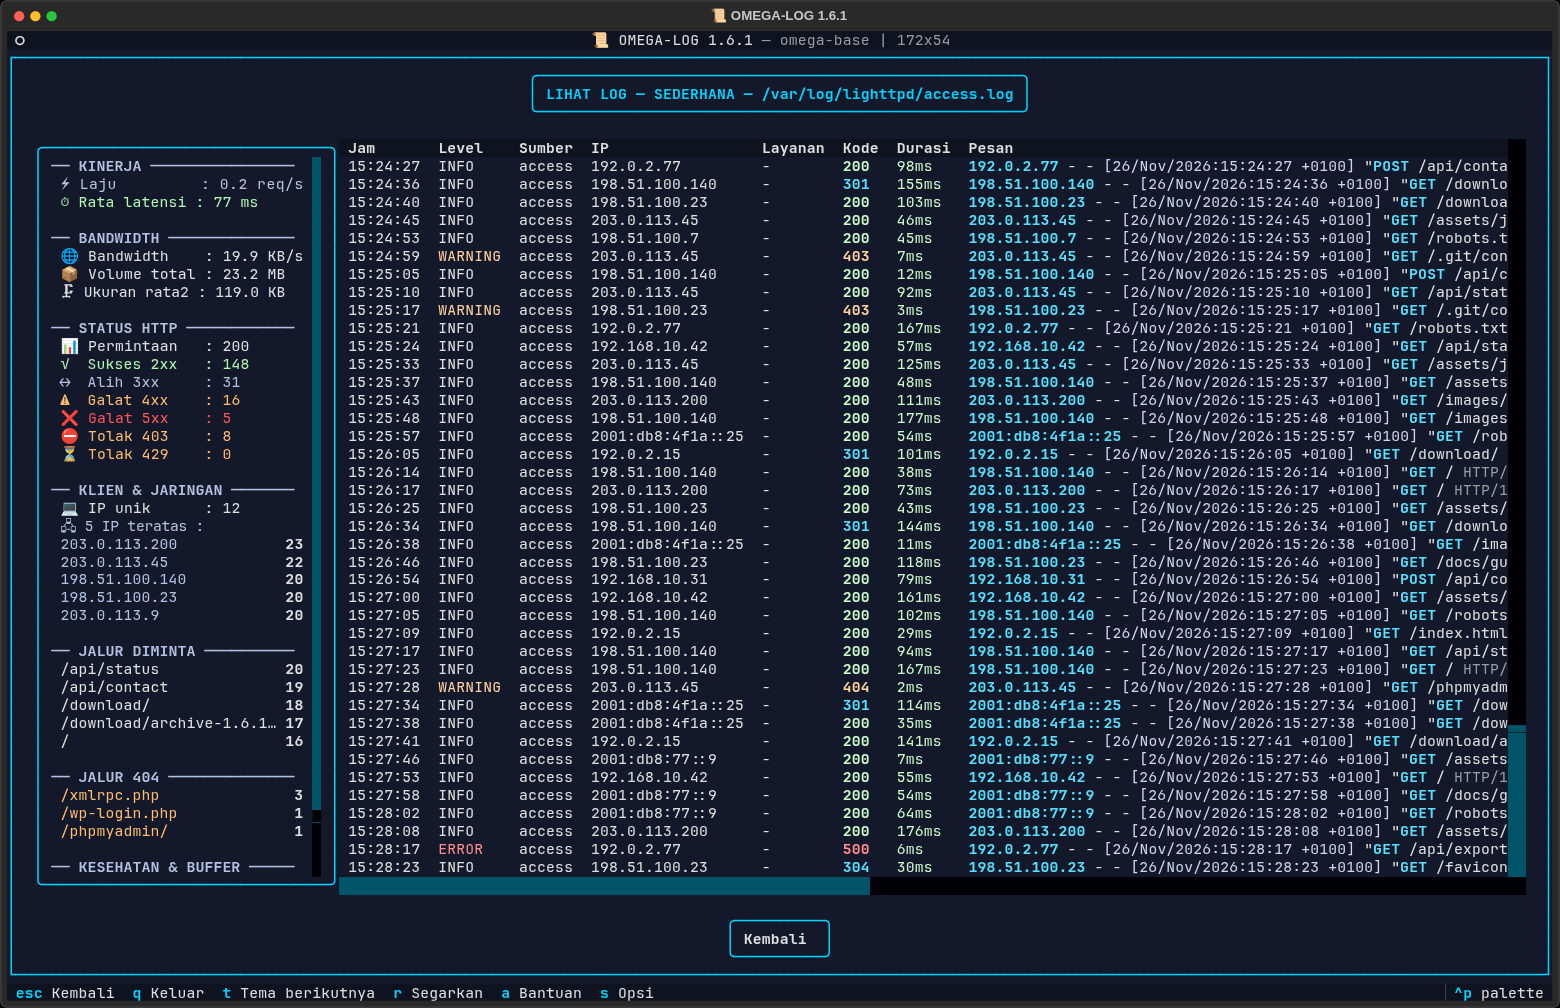 📜 OMEGA-LOG 1.6.1
📜 OMEGA-LOG 1.6.1 — omega-base | 172x54
LIHAT LOG — SEDERHANA — /var/log/lighttpd/access.log
── KINERJA ────────────────
⚡ Laju : 0.2 req/s
⏱ Rata latensi : 77 ms
── BANDWIDTH ──────────────
🌐 Bandwidth : 19.9 KB/s
📦 Volume total : 23.2 MB
🗜 Ukuran rata2 : 119.0 KB
── STATUS HTTP ────────────
📊 Permintaan : 200
√ Sukses 2xx : 148
↔ Alih 3xx : 31
⚠ Galat 4xx : 16
❌ Galat 5xx : 5
⛔ Tolak 403 : 8
⏳ Tolak 429 : 0
── KLIEN & JARINGAN ───────
💻 IP unik : 12
🖧 5 IP teratas :
203.0.113.200 23
203.0.113.45 22
198.51.100.140 20
198.51.100.23 20
203.0.113.9 20
── JALUR DIMINTA ──────────
/api/status 20
/api/contact 19
/download/ 18
/download/archive-1.6.1… 17
/ 16
── JALUR 404 ──────────────
/xmlrpc.php 3
/wp-login.php 1
/phpmyadmin/ 1
── KESEHATAN & BUFFER ─────
Jam Level Sumber IP Layanan Kode Durasi Pesan
15:24:27 INFO access 192.0.2.77 - 200 98ms 192.0.2.77 - - [26/Nov/2026:15:24:27 +0100] "POST /api/conta
15:24:36 INFO access 198.51.100.140 - 301 155ms 198.51.100.140 - - [26/Nov/2026:15:24:36 +0100] "GET /downlo
15:24:40 INFO access 198.51.100.23 - 200 103ms 198.51.100.23 - - [26/Nov/2026:15:24:40 +0100] "GET /downloa
15:24:45 INFO access 203.0.113.45 - 200 46ms 203.0.113.45 - - [26/Nov/2026:15:24:45 +0100] "GET /assets/j
15:24:53 INFO access 198.51.100.7 - 200 45ms 198.51.100.7 - - [26/Nov/2026:15:24:53 +0100] "GET /robots.t
15:24:59 WARNING access 203.0.113.45 - 403 7ms 203.0.113.45 - - [26/Nov/2026:15:24:59 +0100] "GET /.git/con
15:25:05 INFO access 198.51.100.140 - 200 12ms 198.51.100.140 - - [26/Nov/2026:15:25:05 +0100] "POST /api/c
15:25:10 INFO access 203.0.113.45 - 200 92ms 203.0.113.45 - - [26/Nov/2026:15:25:10 +0100] "GET /api/stat
15:25:17 WARNING access 198.51.100.23 - 403 3ms 198.51.100.23 - - [26/Nov/2026:15:25:17 +0100] "GET /.git/co
15:25:21 INFO access 192.0.2.77 - 200 167ms 192.0.2.77 - - [26/Nov/2026:15:25:21 +0100] "GET /robots.txt
15:25:24 INFO access 192.168.10.42 - 200 57ms 192.168.10.42 - - [26/Nov/2026:15:25:24 +0100] "GET /api/sta
15:25:33 INFO access 203.0.113.45 - 200 125ms 203.0.113.45 - - [26/Nov/2026:15:25:33 +0100] "GET /assets/j
15:25:37 INFO access 198.51.100.140 - 200 48ms 198.51.100.140 - - [26/Nov/2026:15:25:37 +0100] "GET /assets
15:25:43 INFO access 203.0.113.200 - 200 111ms 203.0.113.200 - - [26/Nov/2026:15:25:43 +0100] "GET /images/
15:25:48 INFO access 198.51.100.140 - 200 177ms 198.51.100.140 - - [26/Nov/2026:15:25:48 +0100] "GET /images
15:25:57 INFO access 2001:db8:4f1a::25 - 200 54ms 2001:db8:4f1a::25 - - [26/Nov/2026:15:25:57 +0100] "GET /rob
15:26:05 INFO access 192.0.2.15 - 301 101ms 192.0.2.15 - - [26/Nov/2026:15:26:05 +0100] "GET /download/
15:26:14 INFO access 198.51.100.140 - 200 38ms 198.51.100.140 - - [26/Nov/2026:15:26:14 +0100] "GET / HTTP/
15:26:17 INFO access 203.0.113.200 - 200 73ms 203.0.113.200 - - [26/Nov/2026:15:26:17 +0100] "GET / HTTP/1
15:26:25 INFO access 198.51.100.23 - 200 43ms 198.51.100.23 - - [26/Nov/2026:15:26:25 +0100] "GET /assets/
15:26:34 INFO access 198.51.100.140 - 301 144ms 198.51.100.140 - - [26/Nov/2026:15:26:34 +0100] "GET /downlo
15:26:38 INFO access 2001:db8:4f1a::25 - 200 11ms 2001:db8:4f1a::25 - - [26/Nov/2026:15:26:38 +0100] "GET /ima
15:26:46 INFO access 198.51.100.23 - 200 118ms 198.51.100.23 - - [26/Nov/2026:15:26:46 +0100] "GET /docs/gu
15:26:54 INFO access 192.168.10.31 - 200 79ms 192.168.10.31 - - [26/Nov/2026:15:26:54 +0100] "POST /api/co
15:27:00 INFO access 192.168.10.42 - 200 161ms 192.168.10.42 - - [26/Nov/2026:15:27:00 +0100] "GET /assets/
15:27:05 INFO access 198.51.100.140 - 200 102ms 198.51.100.140 - - [26/Nov/2026:15:27:05 +0100] "GET /robots
15:27:09 INFO access 192.0.2.15 - 200 29ms 192.0.2.15 - - [26/Nov/2026:15:27:09 +0100] "GET /index.html
15:27:17 INFO access 198.51.100.140 - 200 94ms 198.51.100.140 - - [26/Nov/2026:15:27:17 +0100] "GET /api/st
15:27:23 INFO access 198.51.100.140 - 200 167ms 198.51.100.140 - - [26/Nov/2026:15:27:23 +0100] "GET / HTTP/
15:27:28 WARNING access 203.0.113.45 - 404 2ms 203.0.113.45 - - [26/Nov/2026:15:27:28 +0100] "GET /phpmyadm
15:27:34 INFO access 2001:db8:4f1a::25 - 301 114ms 2001:db8:4f1a::25 - - [26/Nov/2026:15:27:34 +0100] "GET /dow
15:27:38 INFO access 2001:db8:4f1a::25 - 200 35ms 2001:db8:4f1a::25 - - [26/Nov/2026:15:27:38 +0100] "GET /dow
15:27:41 INFO access 192.0.2.15 - 200 141ms 192.0.2.15 - - [26/Nov/2026:15:27:41 +0100] "GET /download/a
15:27:46 INFO access 2001:db8:77::9 - 200 7ms 2001:db8:77::9 - - [26/Nov/2026:15:27:46 +0100] "GET /assets
15:27:53 INFO access 192.168.10.42 - 200 55ms 192.168.10.42 - - [26/Nov/2026:15:27:53 +0100] "GET / HTTP/1
15:27:58 INFO access 2001:db8:77::9 - 200 54ms 2001:db8:77::9 - - [26/Nov/2026:15:27:58 +0100] "GET /docs/g
15:28:02 INFO access 2001:db8:77::9 - 200 64ms 2001:db8:77::9 - - [26/Nov/2026:15:28:02 +0100] "GET /robots
15:28:08 INFO access 203.0.113.200 - 200 176ms 203.0.113.200 - - [26/Nov/2026:15:28:08 +0100] "GET /assets/
15:28:17 ERROR access 192.0.2.77 - 500 6ms 192.0.2.77 - - [26/Nov/2026:15:28:17 +0100] "GET /api/export
15:28:23 INFO access 198.51.100.23 - 304 30ms 198.51.100.23 - - [26/Nov/2026:15:28:23 +0100] "GET /favicon
Kembali
esc Kembali q Keluar t Tema berikutnya r Segarkan a Bantuan s Opsi ^p palette